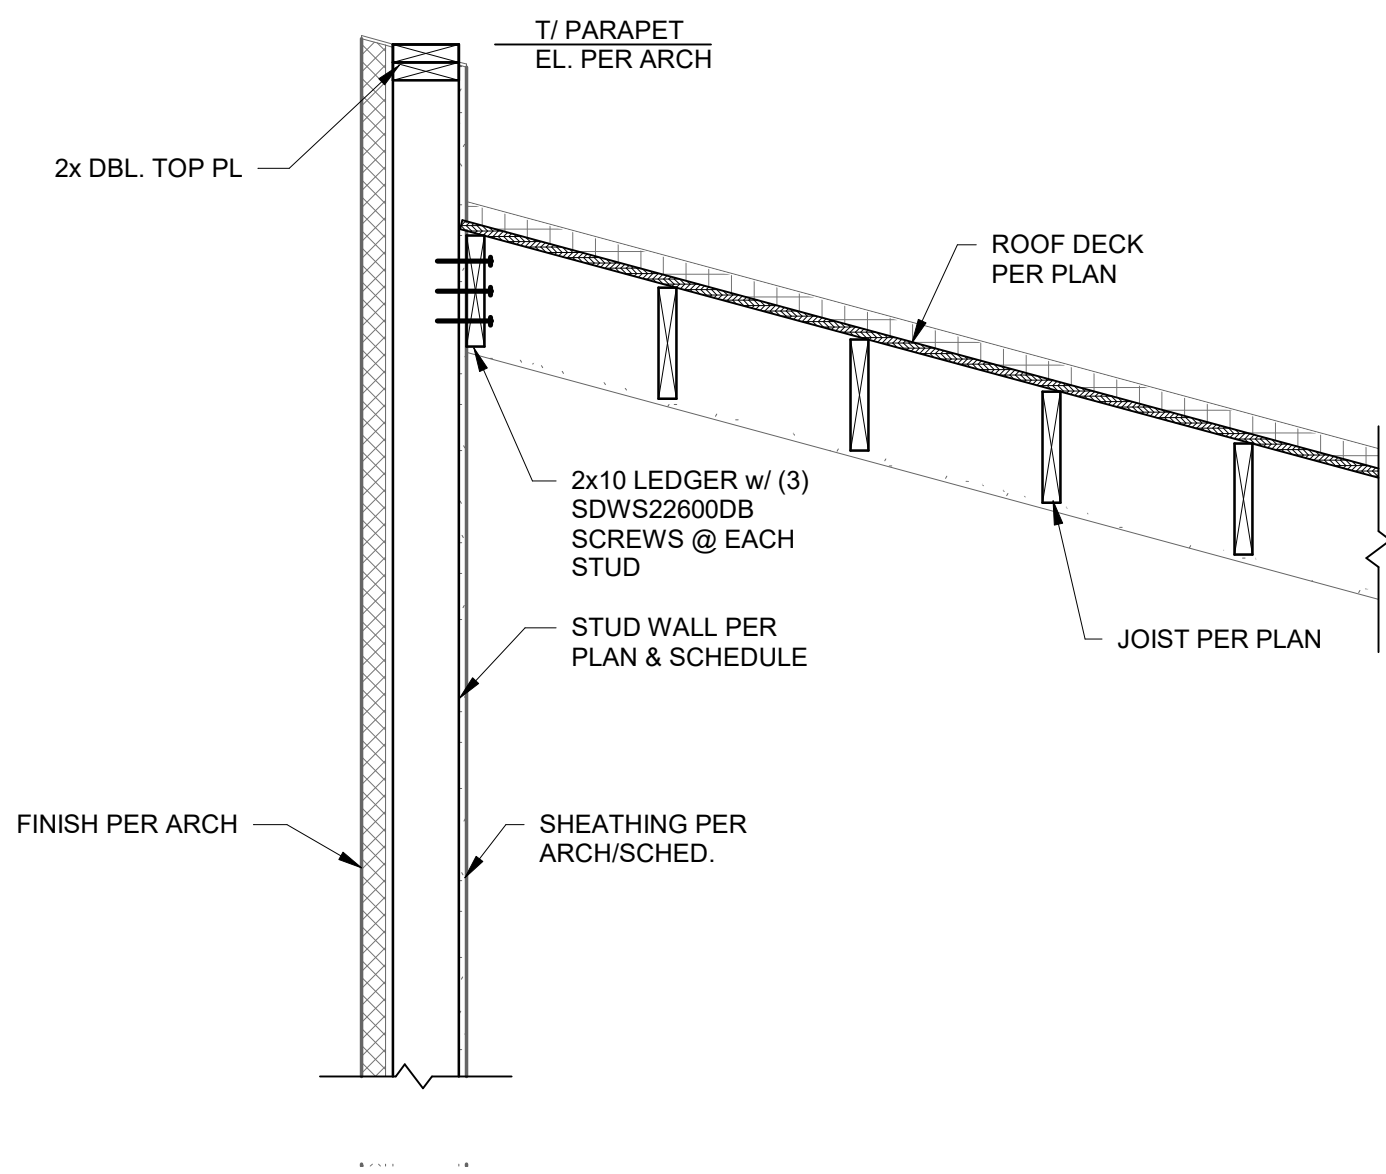 T/ PARAPET
EL. PER ARCH
2x DBL. TOP PL
ROOF DECK
PER PLAN
2x10 LEDGER w/ (3)
SDWS22600DB
SCREWS @ EACH
STUD
STUD WALL PER
PLAN & SCHEDULE
JOIST PER PLAN
FINISH PER ARCH
SHEATHING PER
ARCH/SCHED.